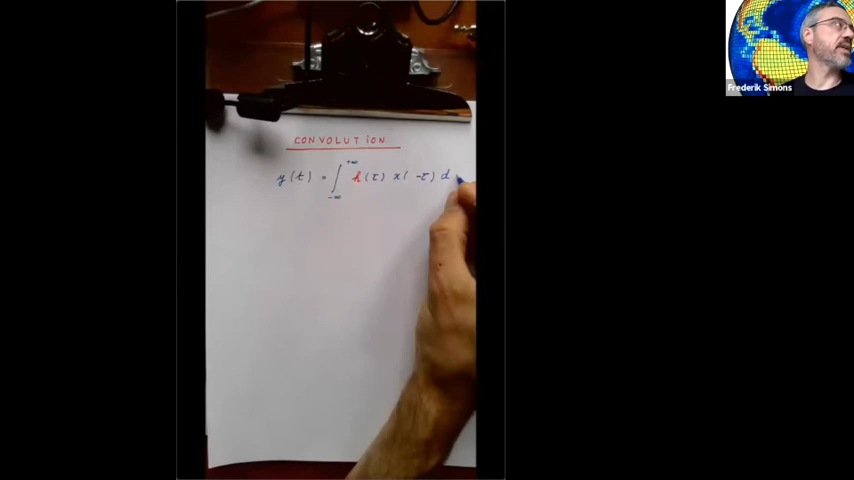 CONVOLUTION
y(t) = ∫ h(τ) x( -τ) d
+∞
-∞
Frederik Simons